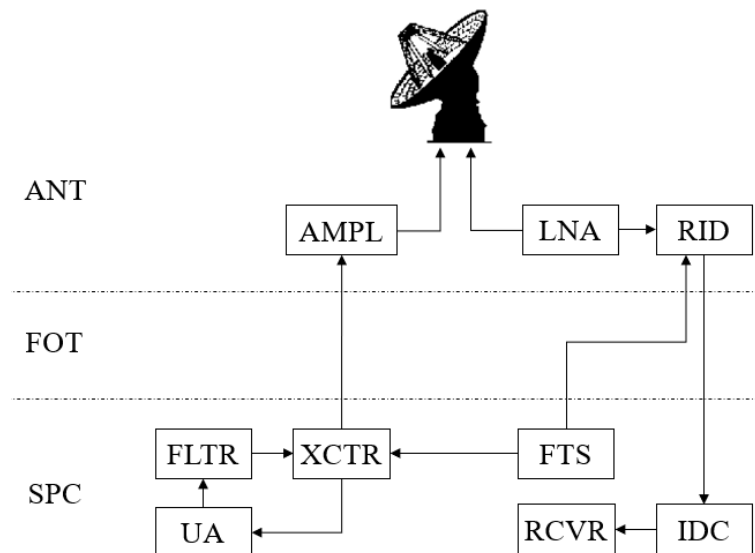 ANT
AMPL
LNA
RID
FOT
FLTR
XCTR
FTS
SPC
UA
RCVR
IDC